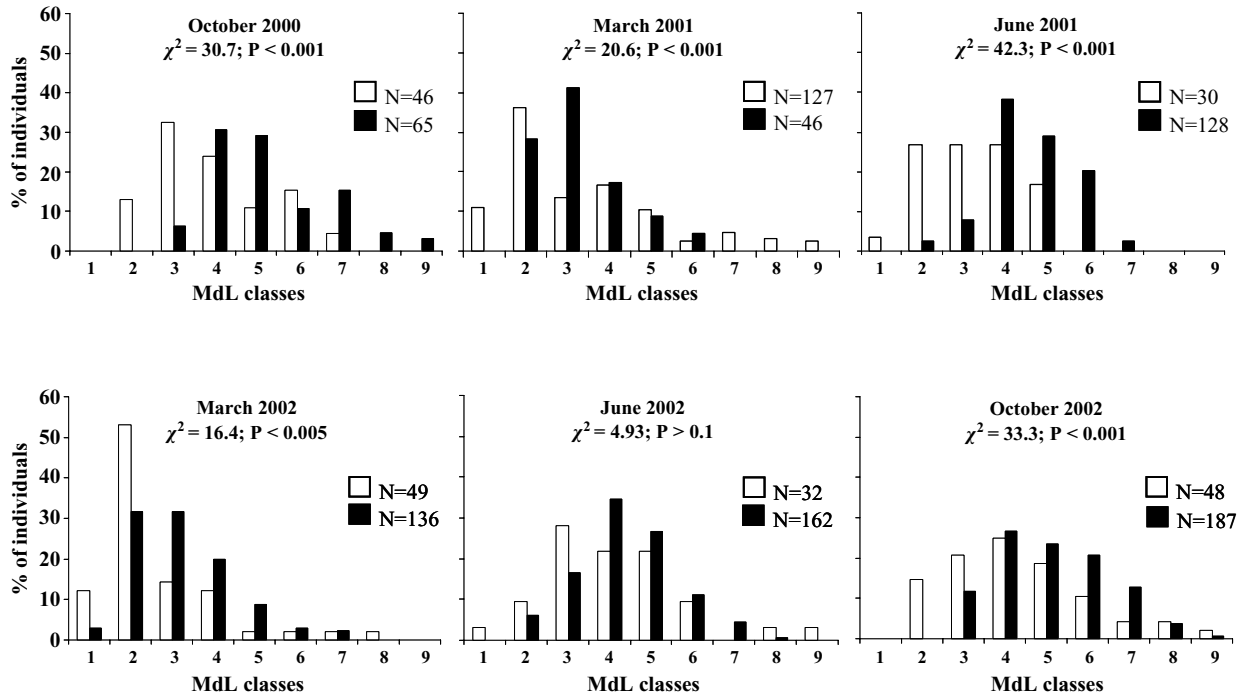 October 2000
χ² = 30.7; P < 0.001
N=46
N=65
% of individuals
60
50
40
30
20
10
0
1 2 3 4 5 6 7 8 9
MdL classes
March 2001
χ² = 20.6; P < 0.001
N=127
N=46
1 2 3 4 5 6 7 8 9
MdL classes
June 2001
χ² = 42.3; P < 0.001
N=30
N=128
1 2 3 4 5 6 7 8 9
MdL classes
March 2002
χ² = 16.4; P < 0.005
N=49
N=136
% of individuals
60
50
40
30
20
10
0
1 2 3 4 5 6 7 8 9
MdL classes
June 2002
χ² = 4.93; P > 0.1
N=32
N=162
1 2 3 4 5 6 7 8 9
MdL classes
October 2002
χ² = 33.3; P < 0.001
N=48
N=187
1 2 3 4 5 6 7 8 9
MdL classes